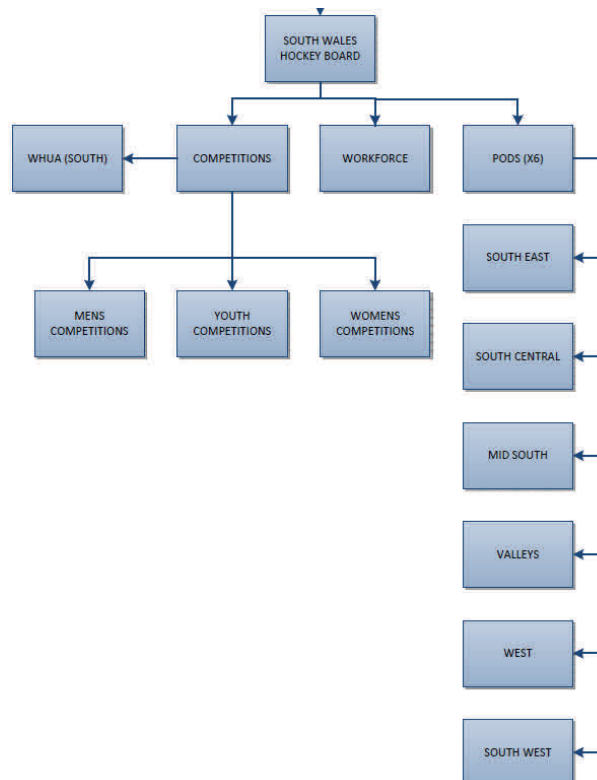 SOUTH WALES
HOCKEY BOARD
WHUA (SOUTH)
COMPETITIONS
WORKFORCE
PODS (X6)
SOUTH EAST
MENS
COMPETITIONS
YOUTH
COMPETITIONS
WOMENS
COMPETITIONS
SOUTH CENTRAL
MID SOUTH
VALLEYS
WEST
SOUTH WEST